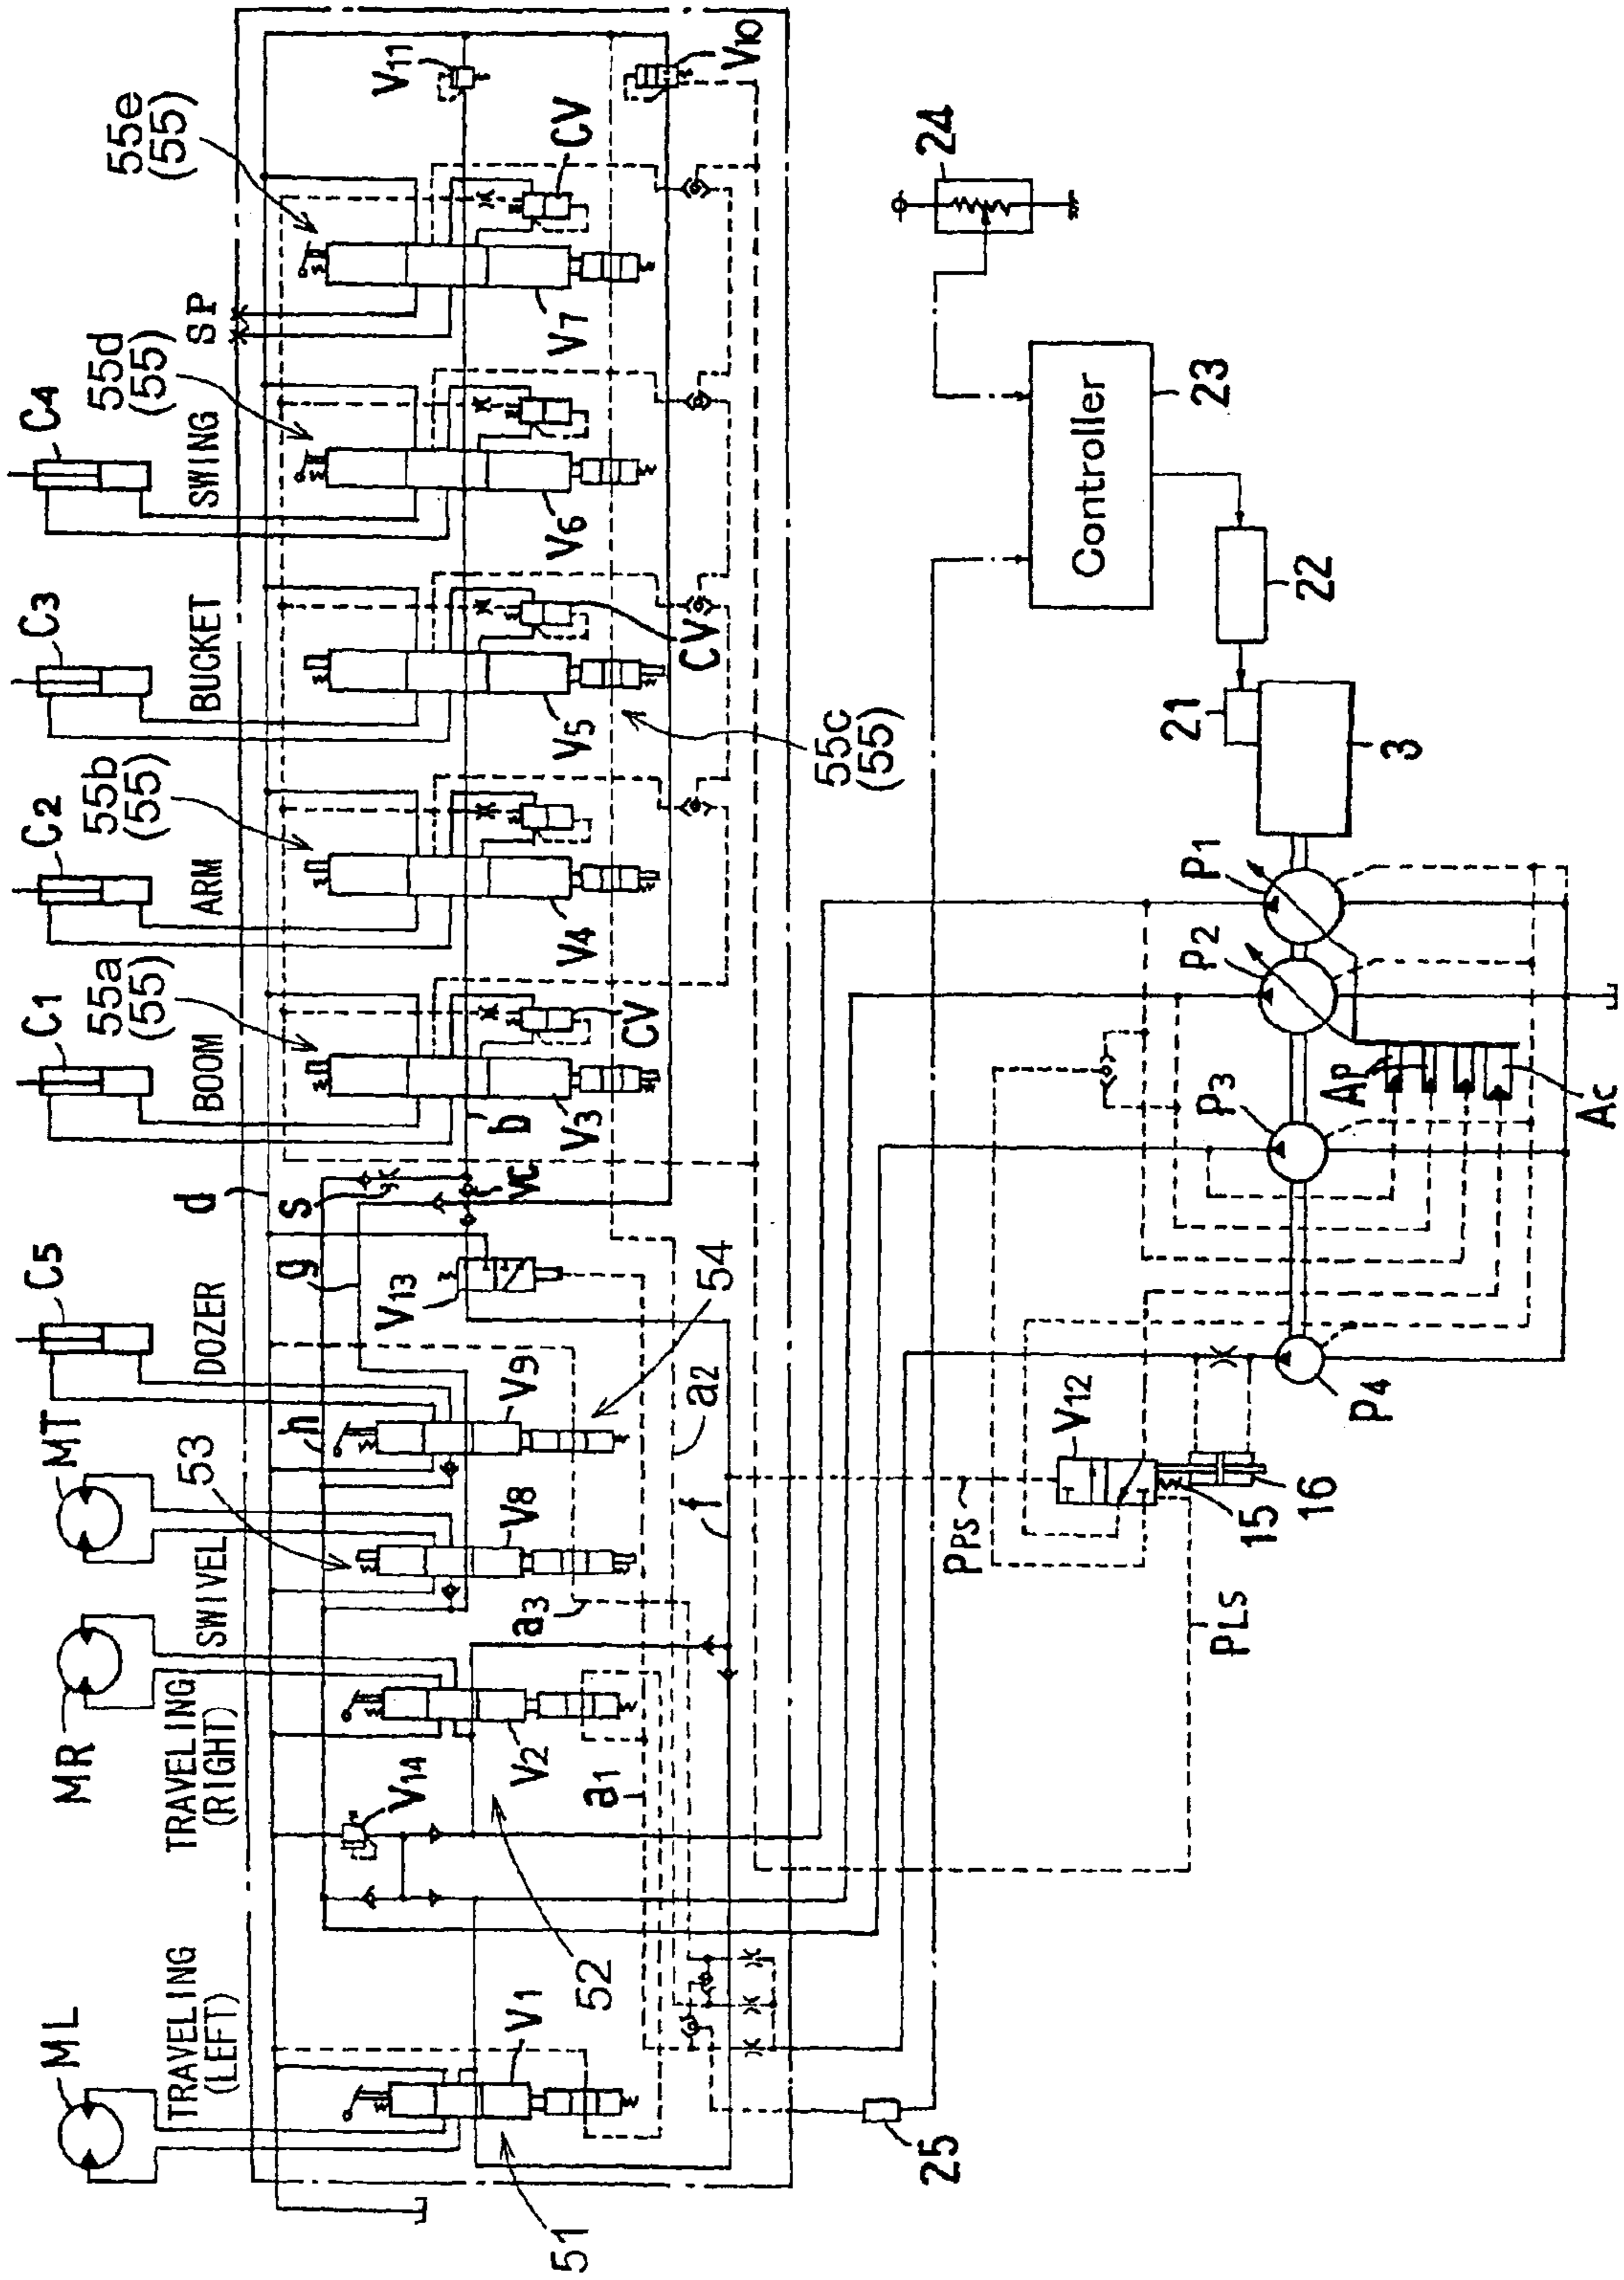 ML
TRAVELING
(LEFT)
V1
51
MR
TRAVELING
(RIGHT)
V14
V2
52
a1
SWIVEL
53
V8
a3
MT
h
DOZER
C5
V9
54
a2
f
g
V13
d
S
VC
b
C1
55a
(55)
BOOM
V3
CV
C2
55b
(55)
ARM
V4
C3
BUCKET
V5
CV
55c
(55)
C4
55d
(55)
SWING
V6
SP
55e
(55)
V7
CV
V11
V10
25
PPS
PLS
V12
15
16
P4
P3
P2
P1
AP
AC
3
21
22
Controller
23
24